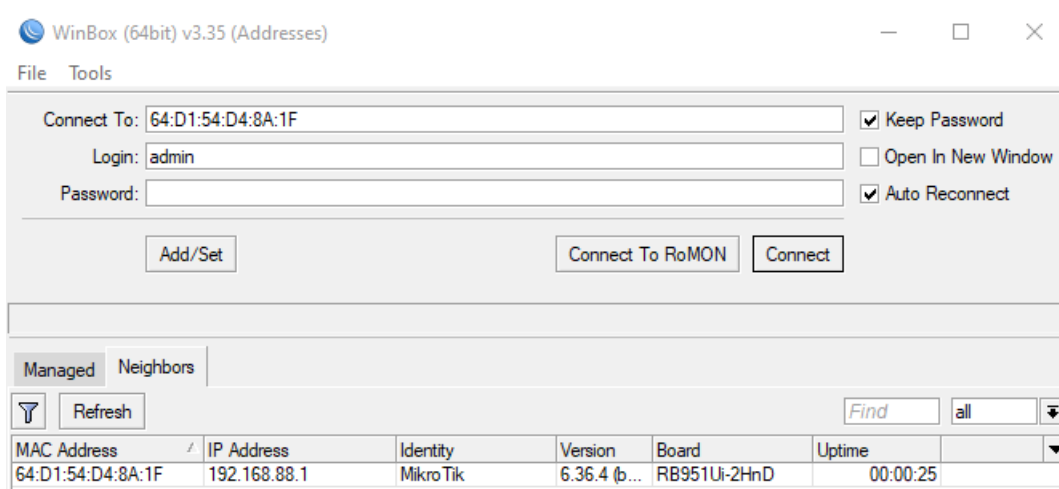 WinBox (64bit) v3.35 (Addresses)
File Tools
Connect To: 64:D1:54:D4:8A:1F
Keep Password
Login: admin
Open In New Window
Password:
Auto Reconnect
Add/Set Connect To RoMON Connect
Managed Neighbors
Refresh Find all
MAC Address IP Address Identity Version Board Uptime
64:D1:54:D4:8A:1F 192.168.88.1 MikroTik 6.36.4 (b... RB951Ui-2HnD 00:00:25